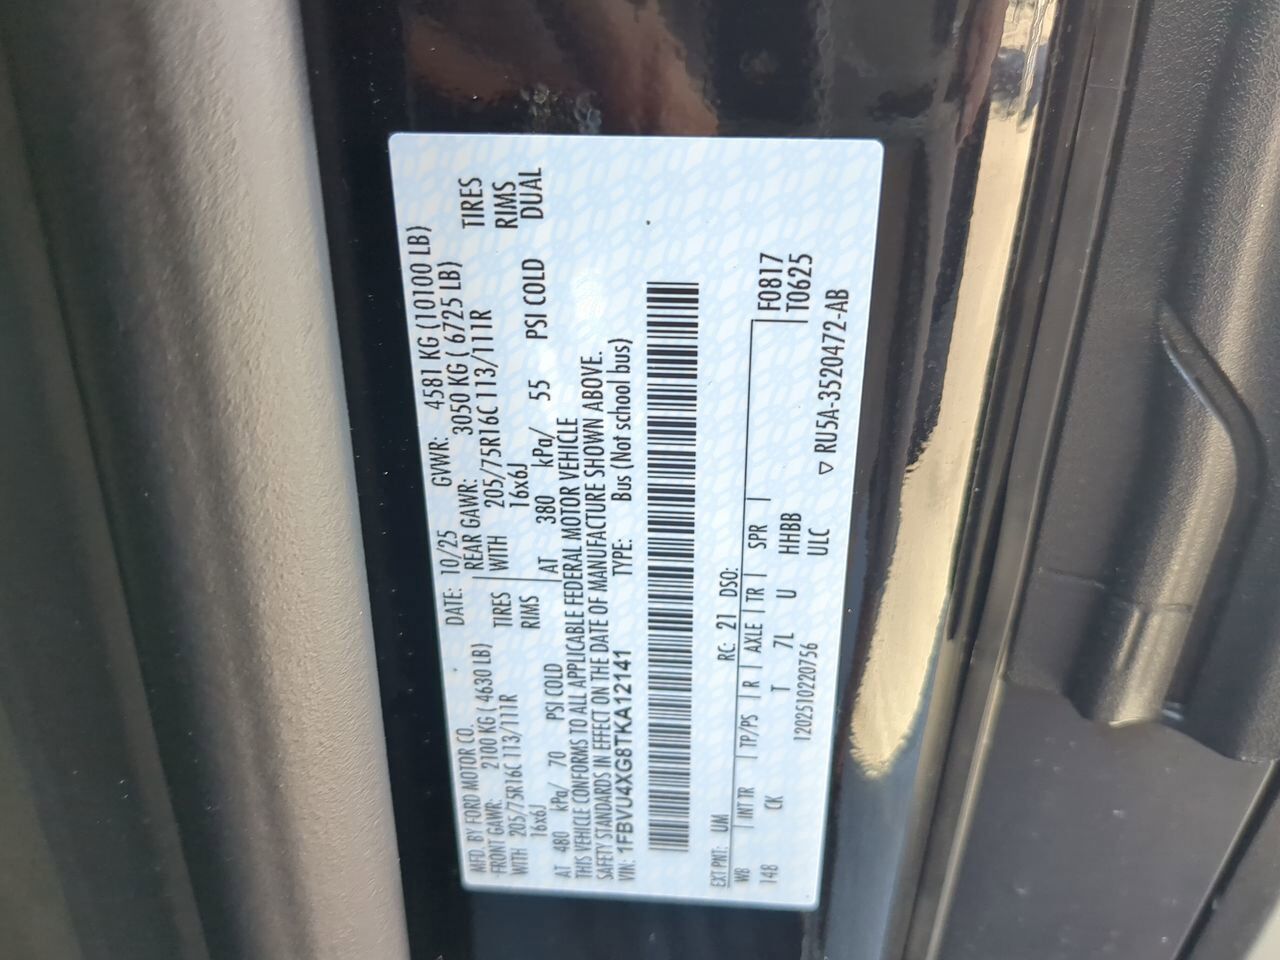 MFD. BY FORD MOTOR CO.
DATE: 10/25 GVWR: 4581 KG (10100 LB)
FRONT GAWR: 2100 KG ( 4630 LB)
REAR GAWR: 3050 KG ( 6725 LB)
WITH 205/75R16C 113/111R TIRES
WITH 205/75R16C 113/111R TIRES
16x6J RIMS
16x6J RIMS
AT 480 kPa/ 70 PSI COLD
AT 380 kPa/ 55 PSI COLD DUAL
THIS VEHICLE CONFORMS TO ALL APPLICABLE FEDERAL MOTOR VEHICLE
SAFETY STANDARDS IN EFFECT ON THE DATE OF MANUFACTURE SHOWN ABOVE.
VIN: 1FBVU4XG8TKA12141 TYPE: Bus (Not school bus)
EXT PNT: UM RC: 21 DSO: F0817
WB INT TR TP/PS R AXLE TR SPR T0625
148 CK T 7L U HHBB
1202510220756 ULC ▽ RU5A-3520472-AB